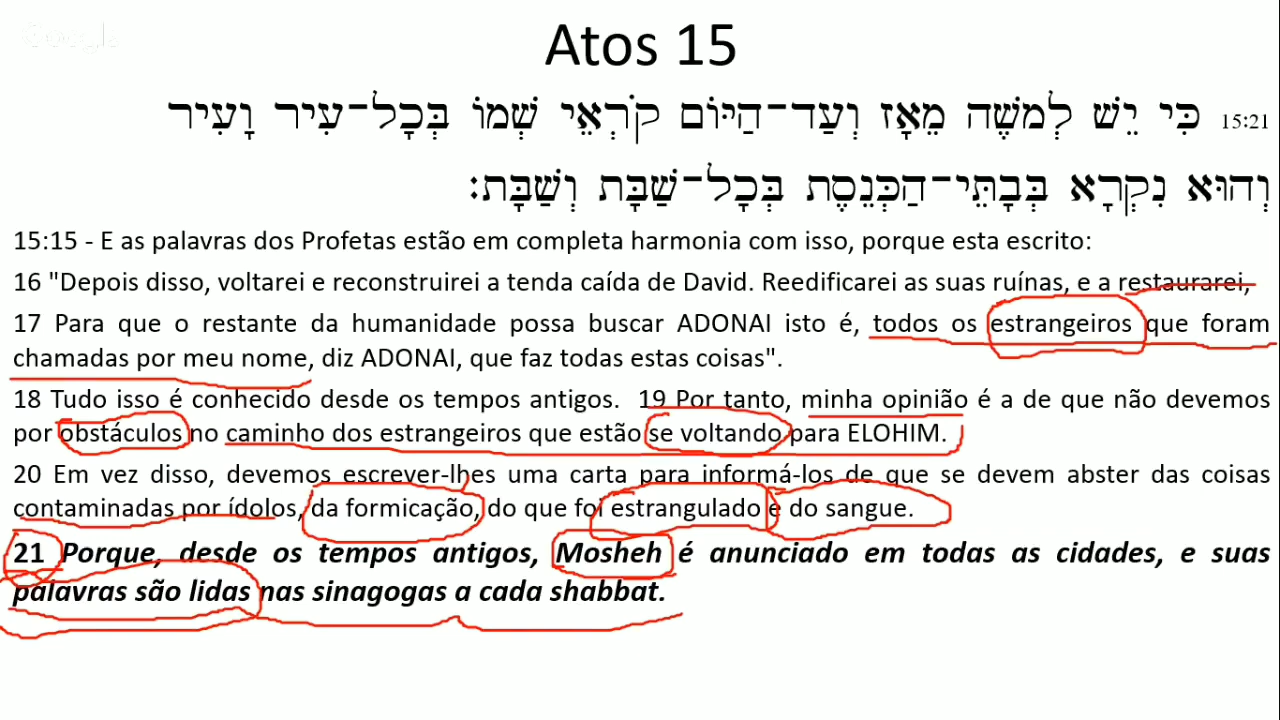 Atos 15
15:21 כִּי יֵשׁ לְמֹשֶׁה מֵאָז וְעַד־הַיּוֹם קֹרְאֵי שְׁמוֹ בְּכָל־עִיר וָעִיר
וְהוּא נִקְרָא בְּבָתֵּי־הַכְּנֵסֶת בְּכָל־שַׁבָּת וְשַׁבָּת׃
15:15 - E as palavras dos Profetas estão em completa harmonia com isso, porque esta escrito:
16 "Depois disso, voltarei e reconstruirei a tenda caída de David. Reedificarei as suas ruínas, e a restaurarei,
17 Para que o restante da humanidade possa buscar ADONAI isto é, todos os estrangeiros que foram
chamadas por meu nome, diz ADONAI, que faz todas estas coisas".
18 Tudo isso é conhecido desde os tempos antigos. 19 Por tanto, minha opinião é a de que não devemos
por obstáculos no caminho dos estrangeiros que estão se voltando para ELOHIM.
20 Em vez disso, devemos escrever-lhes uma carta para informá-los de que se devem abster das coisas
contaminadas por ídolos, da formicação, do que foi estrangulado e do sangue.
21 Porque, desde os tempos antigos, Mosheh é anunciado em todas as cidades, e suas
palavras são lidas nas sinagogas a cada shabbat.